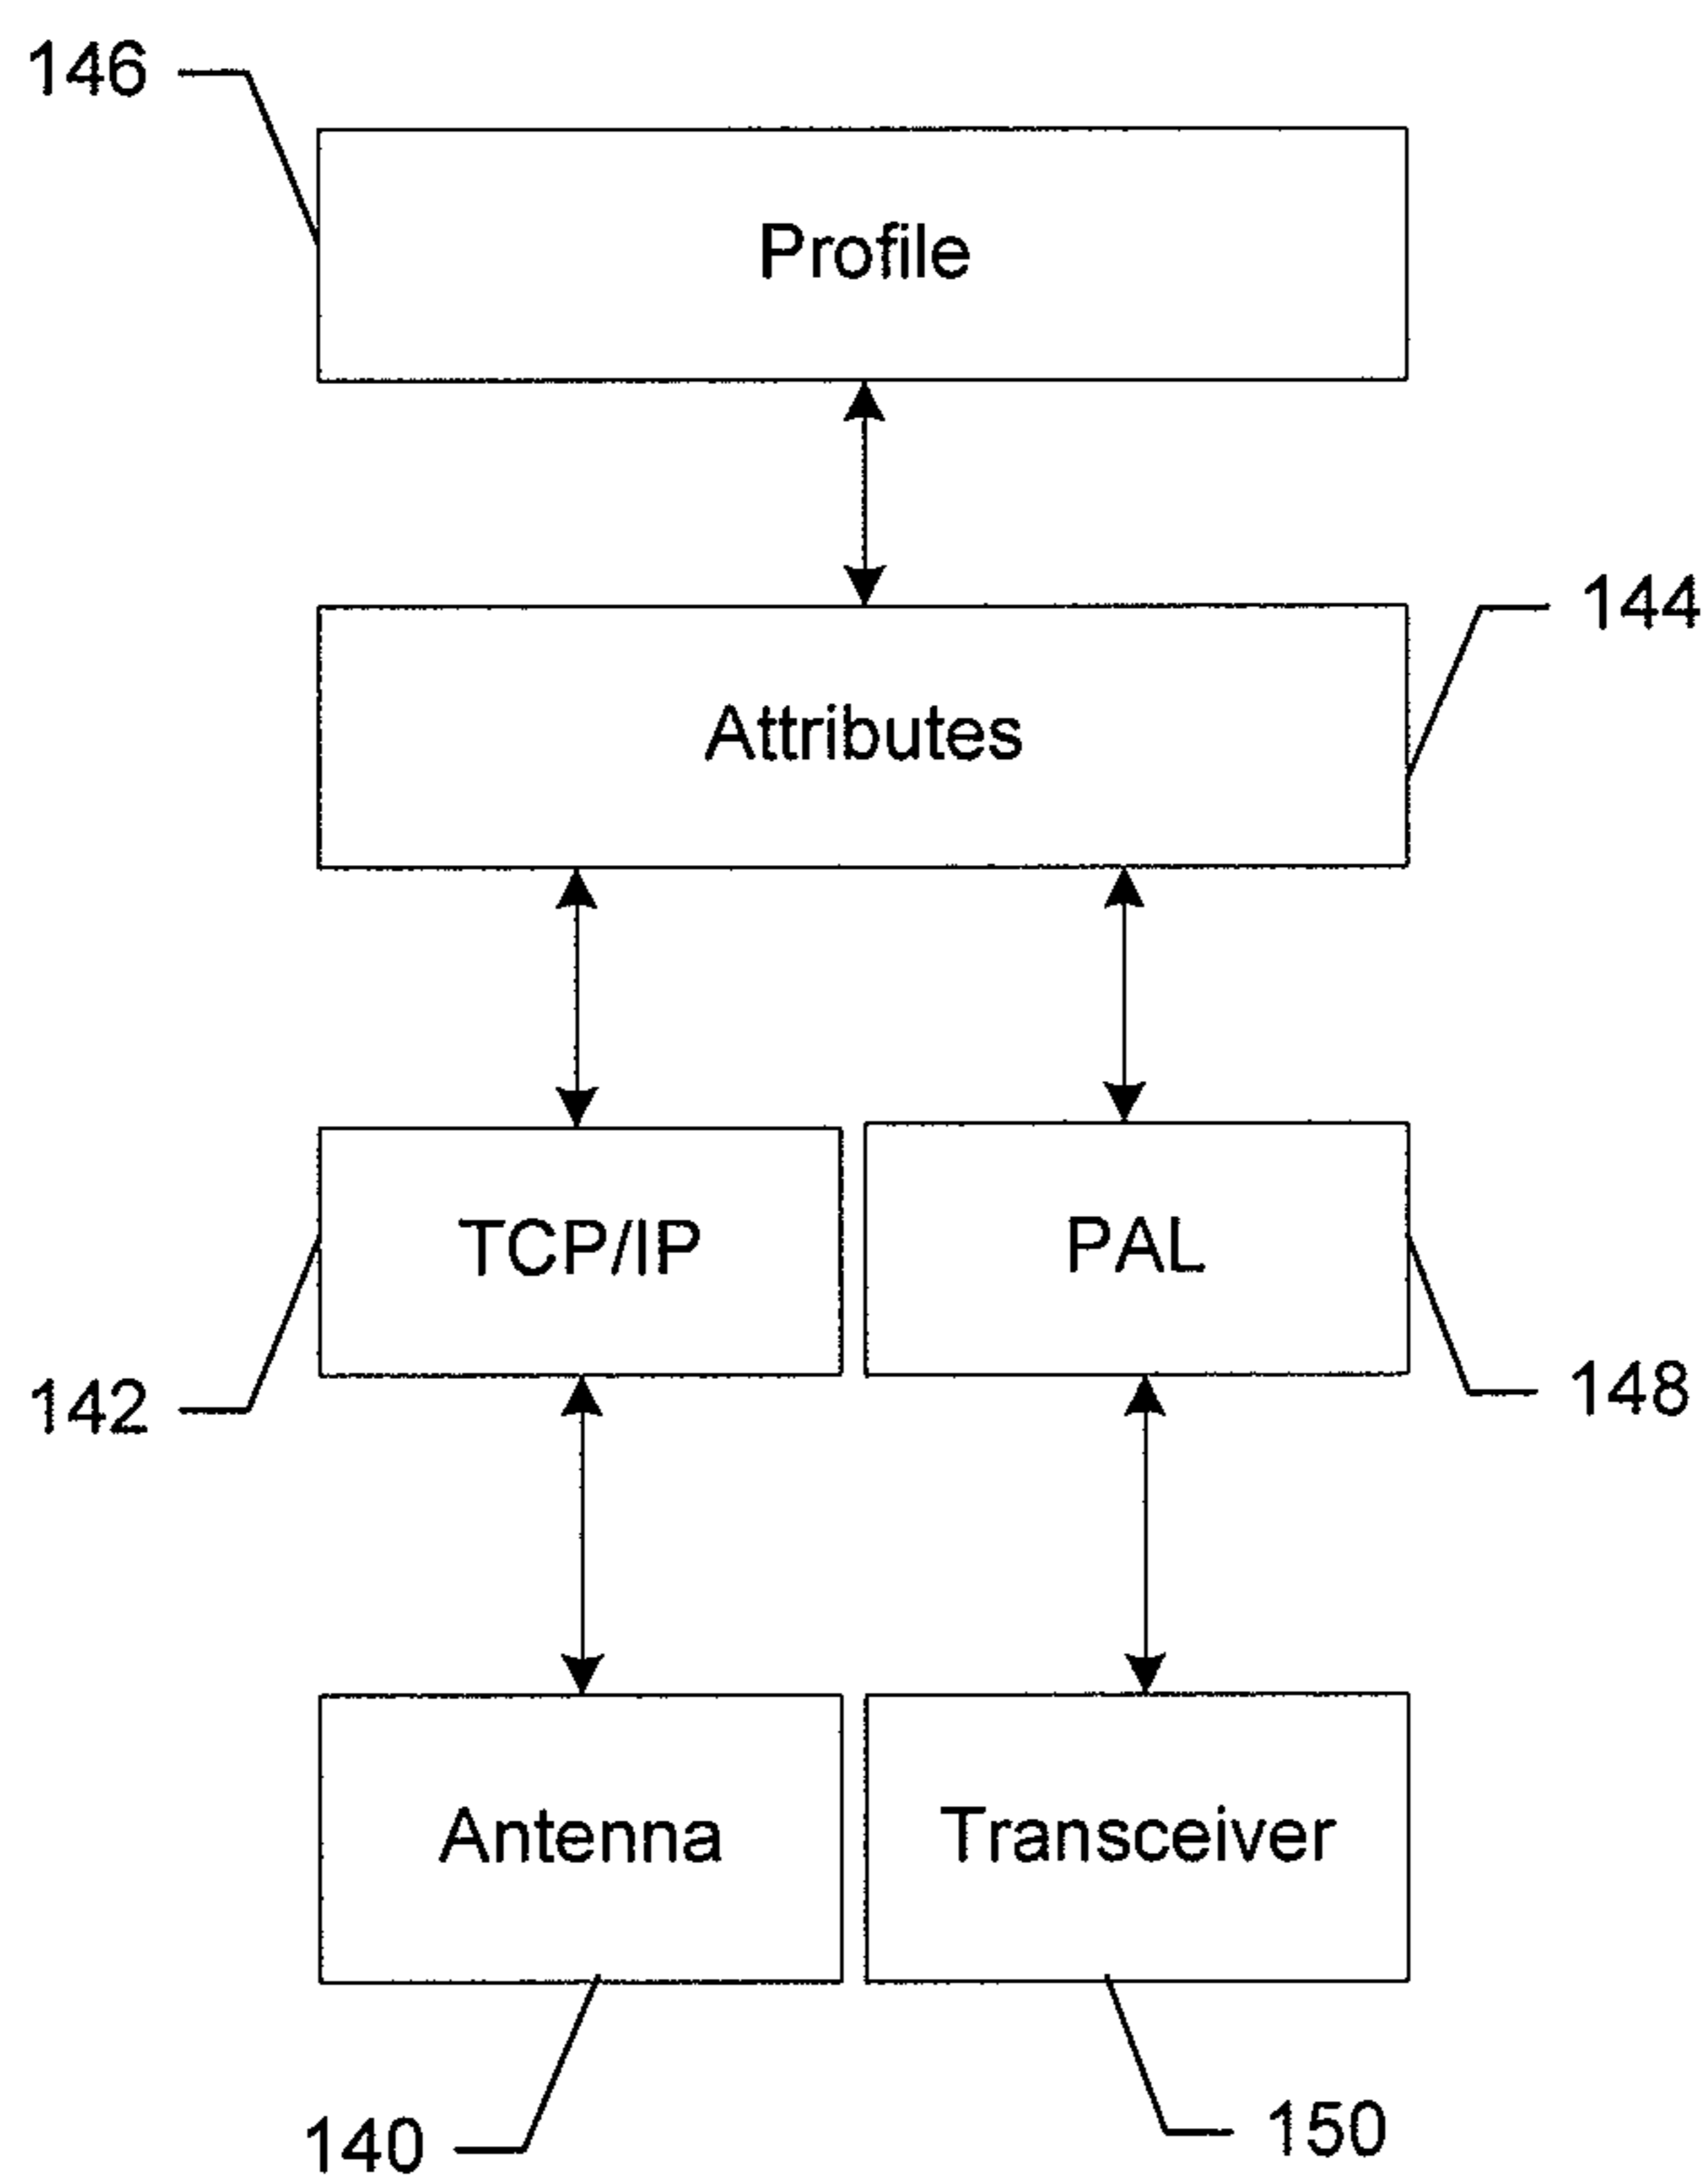 146
Profile
144
Attributes
TCP/IP
PAL
142
148
Antenna
Transceiver
140
150